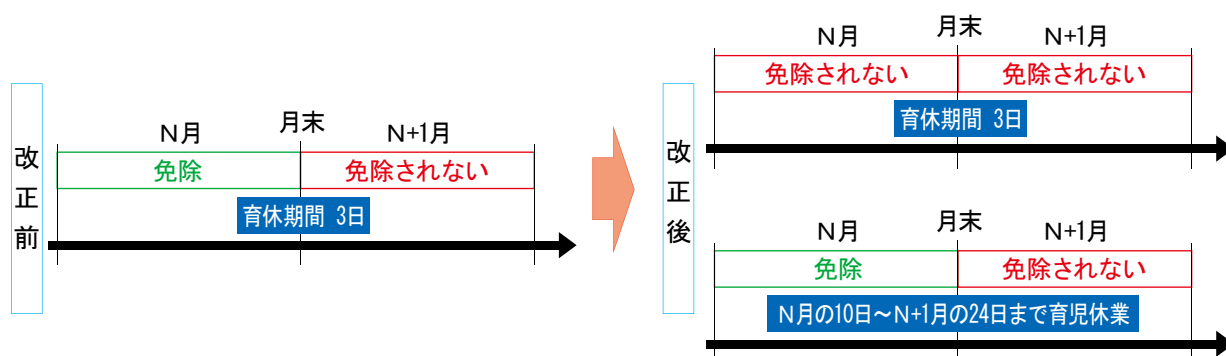 改正前
N月
月末
N+1月
免除
免除されない
育休期間 3日
改正後
N月
月末
N+1月
免除されない
免除されない
育休期間 3日
N月
月末
N+1月
免除
免除されない
N月の10日～N+1月の24日まで育児休業